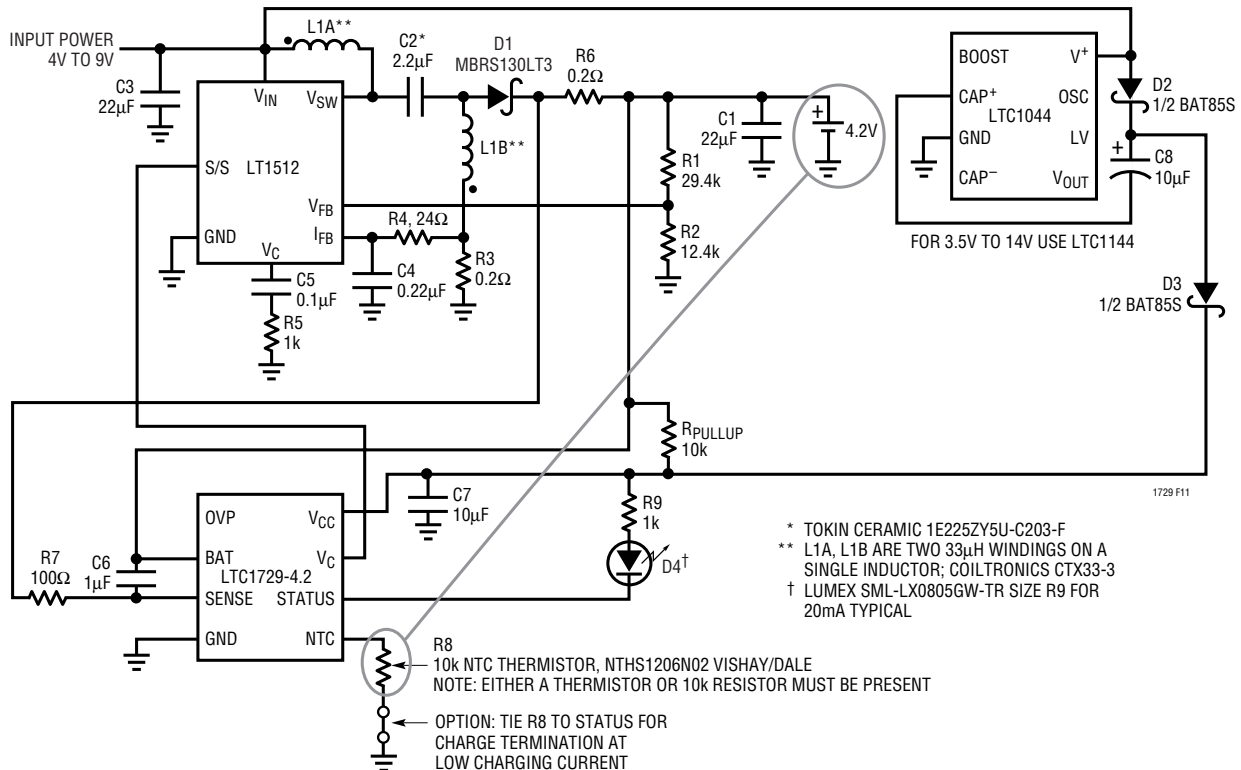 INPUT POWER
4V TO 9V
C3
22µF
L1A**
C2*
2.2µF
D1
MBRS130LT3
R6
0.2Ω
VIN
VSW
S/S
LT1512
VFB
IFB
GND
VC
L1B**
R4, 24Ω
C4
0.22µF
R3
0.2Ω
C5
0.1µF
R5
1k
R1
29.4k
R2
12.4k
C1
22µF
+
4.2V
BOOST
V+
CAP+
OSC
LTC1044
GND
LV
CAP−
VOUT
FOR 3.5V TO 14V USE LTC1144
D2
1/2 BAT85S
+
C8
10µF
D3
1/2 BAT85S
RPULLUP
10k
1729 F11
R7
100Ω
C6
1µF
OVP
VCC
BAT
VC
LTC1729-4.2
SENSE
STATUS
GND
NTC
C7
10µF
R9
1k
D4†
R8
10k NTC THERMISTOR, NTHS1206N02 VISHAY/DALE
NOTE: EITHER A THERMISTOR OR 10k RESISTOR MUST BE PRESENT
OPTION: TIE R8 TO STATUS FOR
CHARGE TERMINATION AT
LOW CHARGING CURRENT
* TOKIN CERAMIC 1E225ZY5U-C203-F
** L1A, L1B ARE TWO 33µH WINDINGS ON A
SINGLE INDUCTOR; COILTRONICS CTX33-3
† LUMEX SML-LX0805GW-TR SIZE R9 FOR
20mA TYPICAL